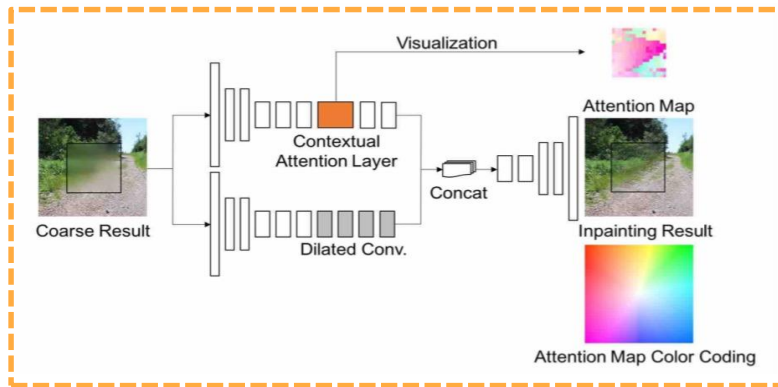 Visualization
Attention Map
Contextual
Attention Layer
Concat
Coarse Result
Dilated Conv.
Inpainting Result
Attention Map Color Coding